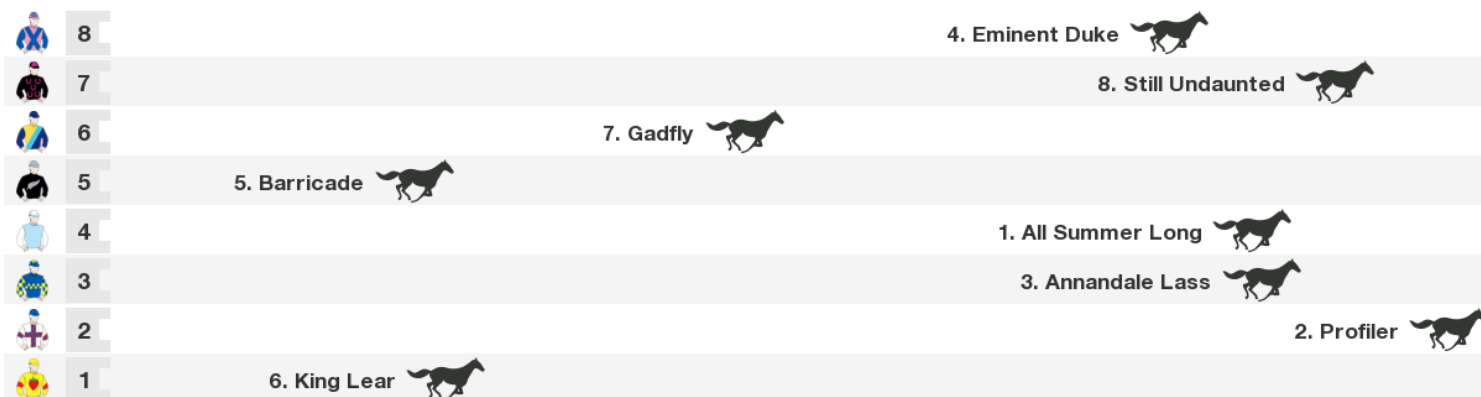 8 4. Eminent Duke
7 8. Still Undaunted
6 7. Gadfly
5 5. Barricade
4 1. All Summer Long
3 3. Annandale Lass
2 2. Profiler
1 6. King Lear